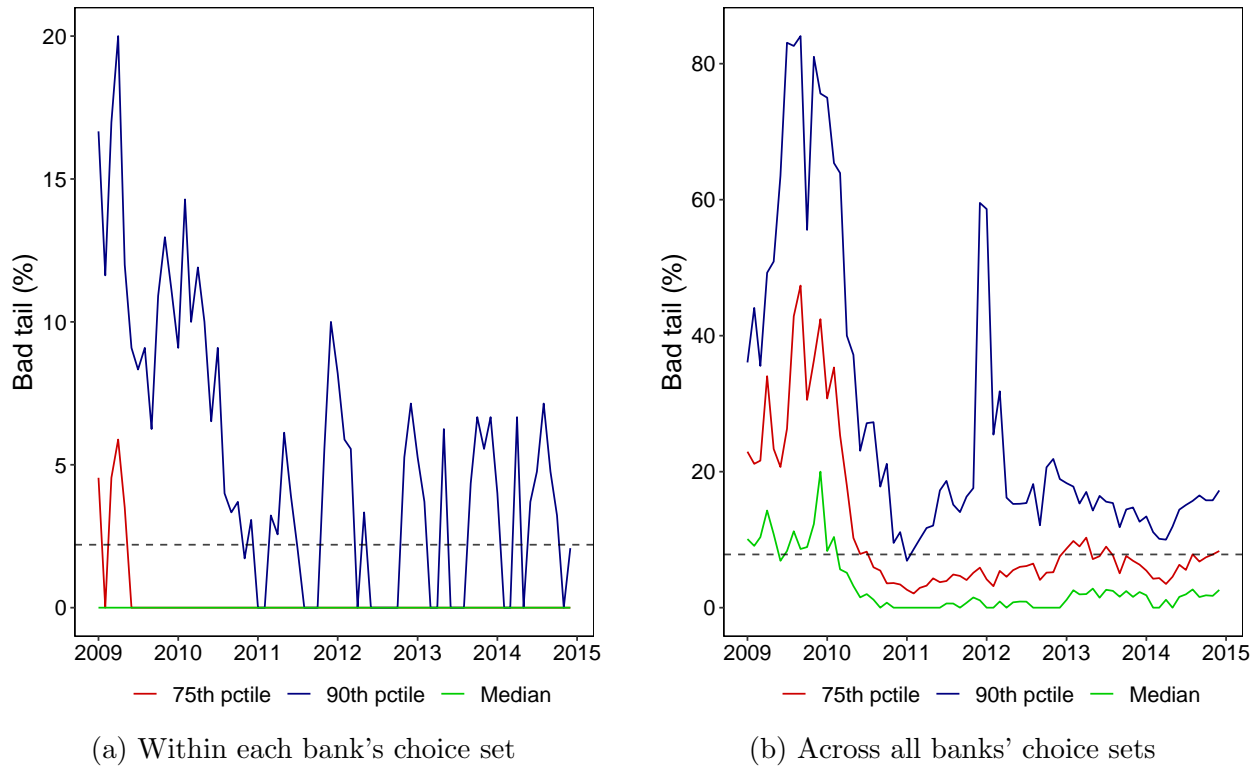 Bad tail (%)
20
15
10
5
0
2009 2010 2011 2012 2013 2014 2015
75th pctile 90th pctile Median
(a) Within each bank's choice set
Bad tail (%)
80
60
40
20
0
2009 2010 2011 2012 2013 2014 2015
75th pctile 90th pctile Median
(b) Across all banks' choice sets